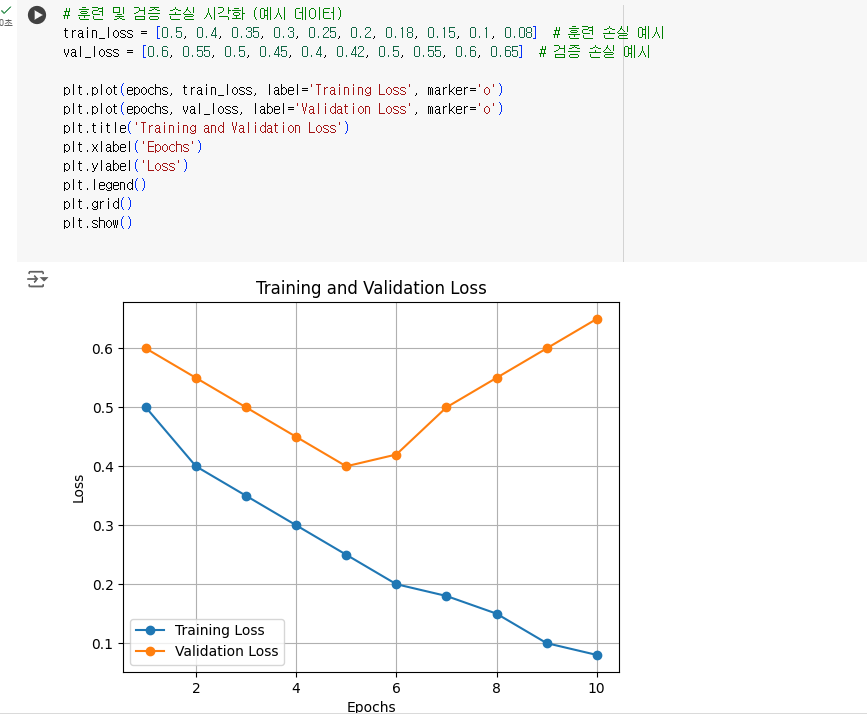 # 훈련 및 검증 손실 시각화 (예시 데이터)
train_loss = [0.5, 0.4, 0.35, 0.3, 0.25, 0.2, 0.18, 0.15, 0.1, 0.08]  # 훈련 손실 예시
val_loss = [0.6, 0.55, 0.5, 0.45, 0.4, 0.42, 0.5, 0.55, 0.6, 0.65]  # 검증 손실 예시
plt.plot(epochs, train_loss, label='Training Loss', marker='o')
plt.plot(epochs, val_loss, label='Validation Loss', marker='o')
plt.title('Training and Validation Loss')
plt.xlabel('Epochs')
plt.ylabel('Loss')
plt.legend()
plt.grid()
plt.show()
0초
Training and Validation Loss
0.6
0.5
0.4
0.3
0.2
0.1
Loss
Training Loss
Validation Loss
2 4 6 8 10
Epochs